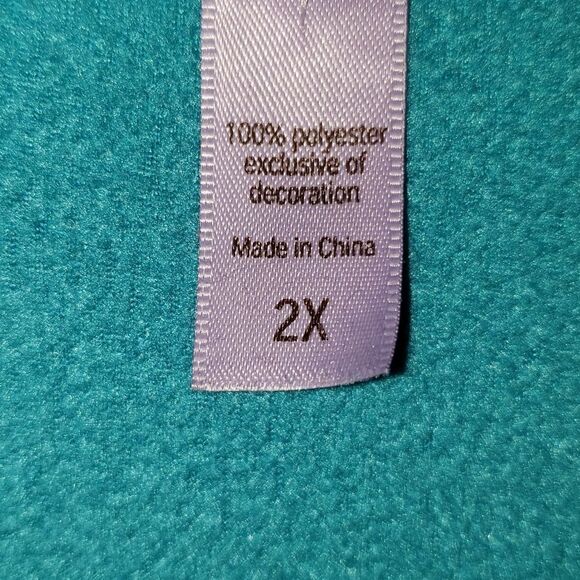 100% polyester
exclusive of
decoration
Made in China
2X